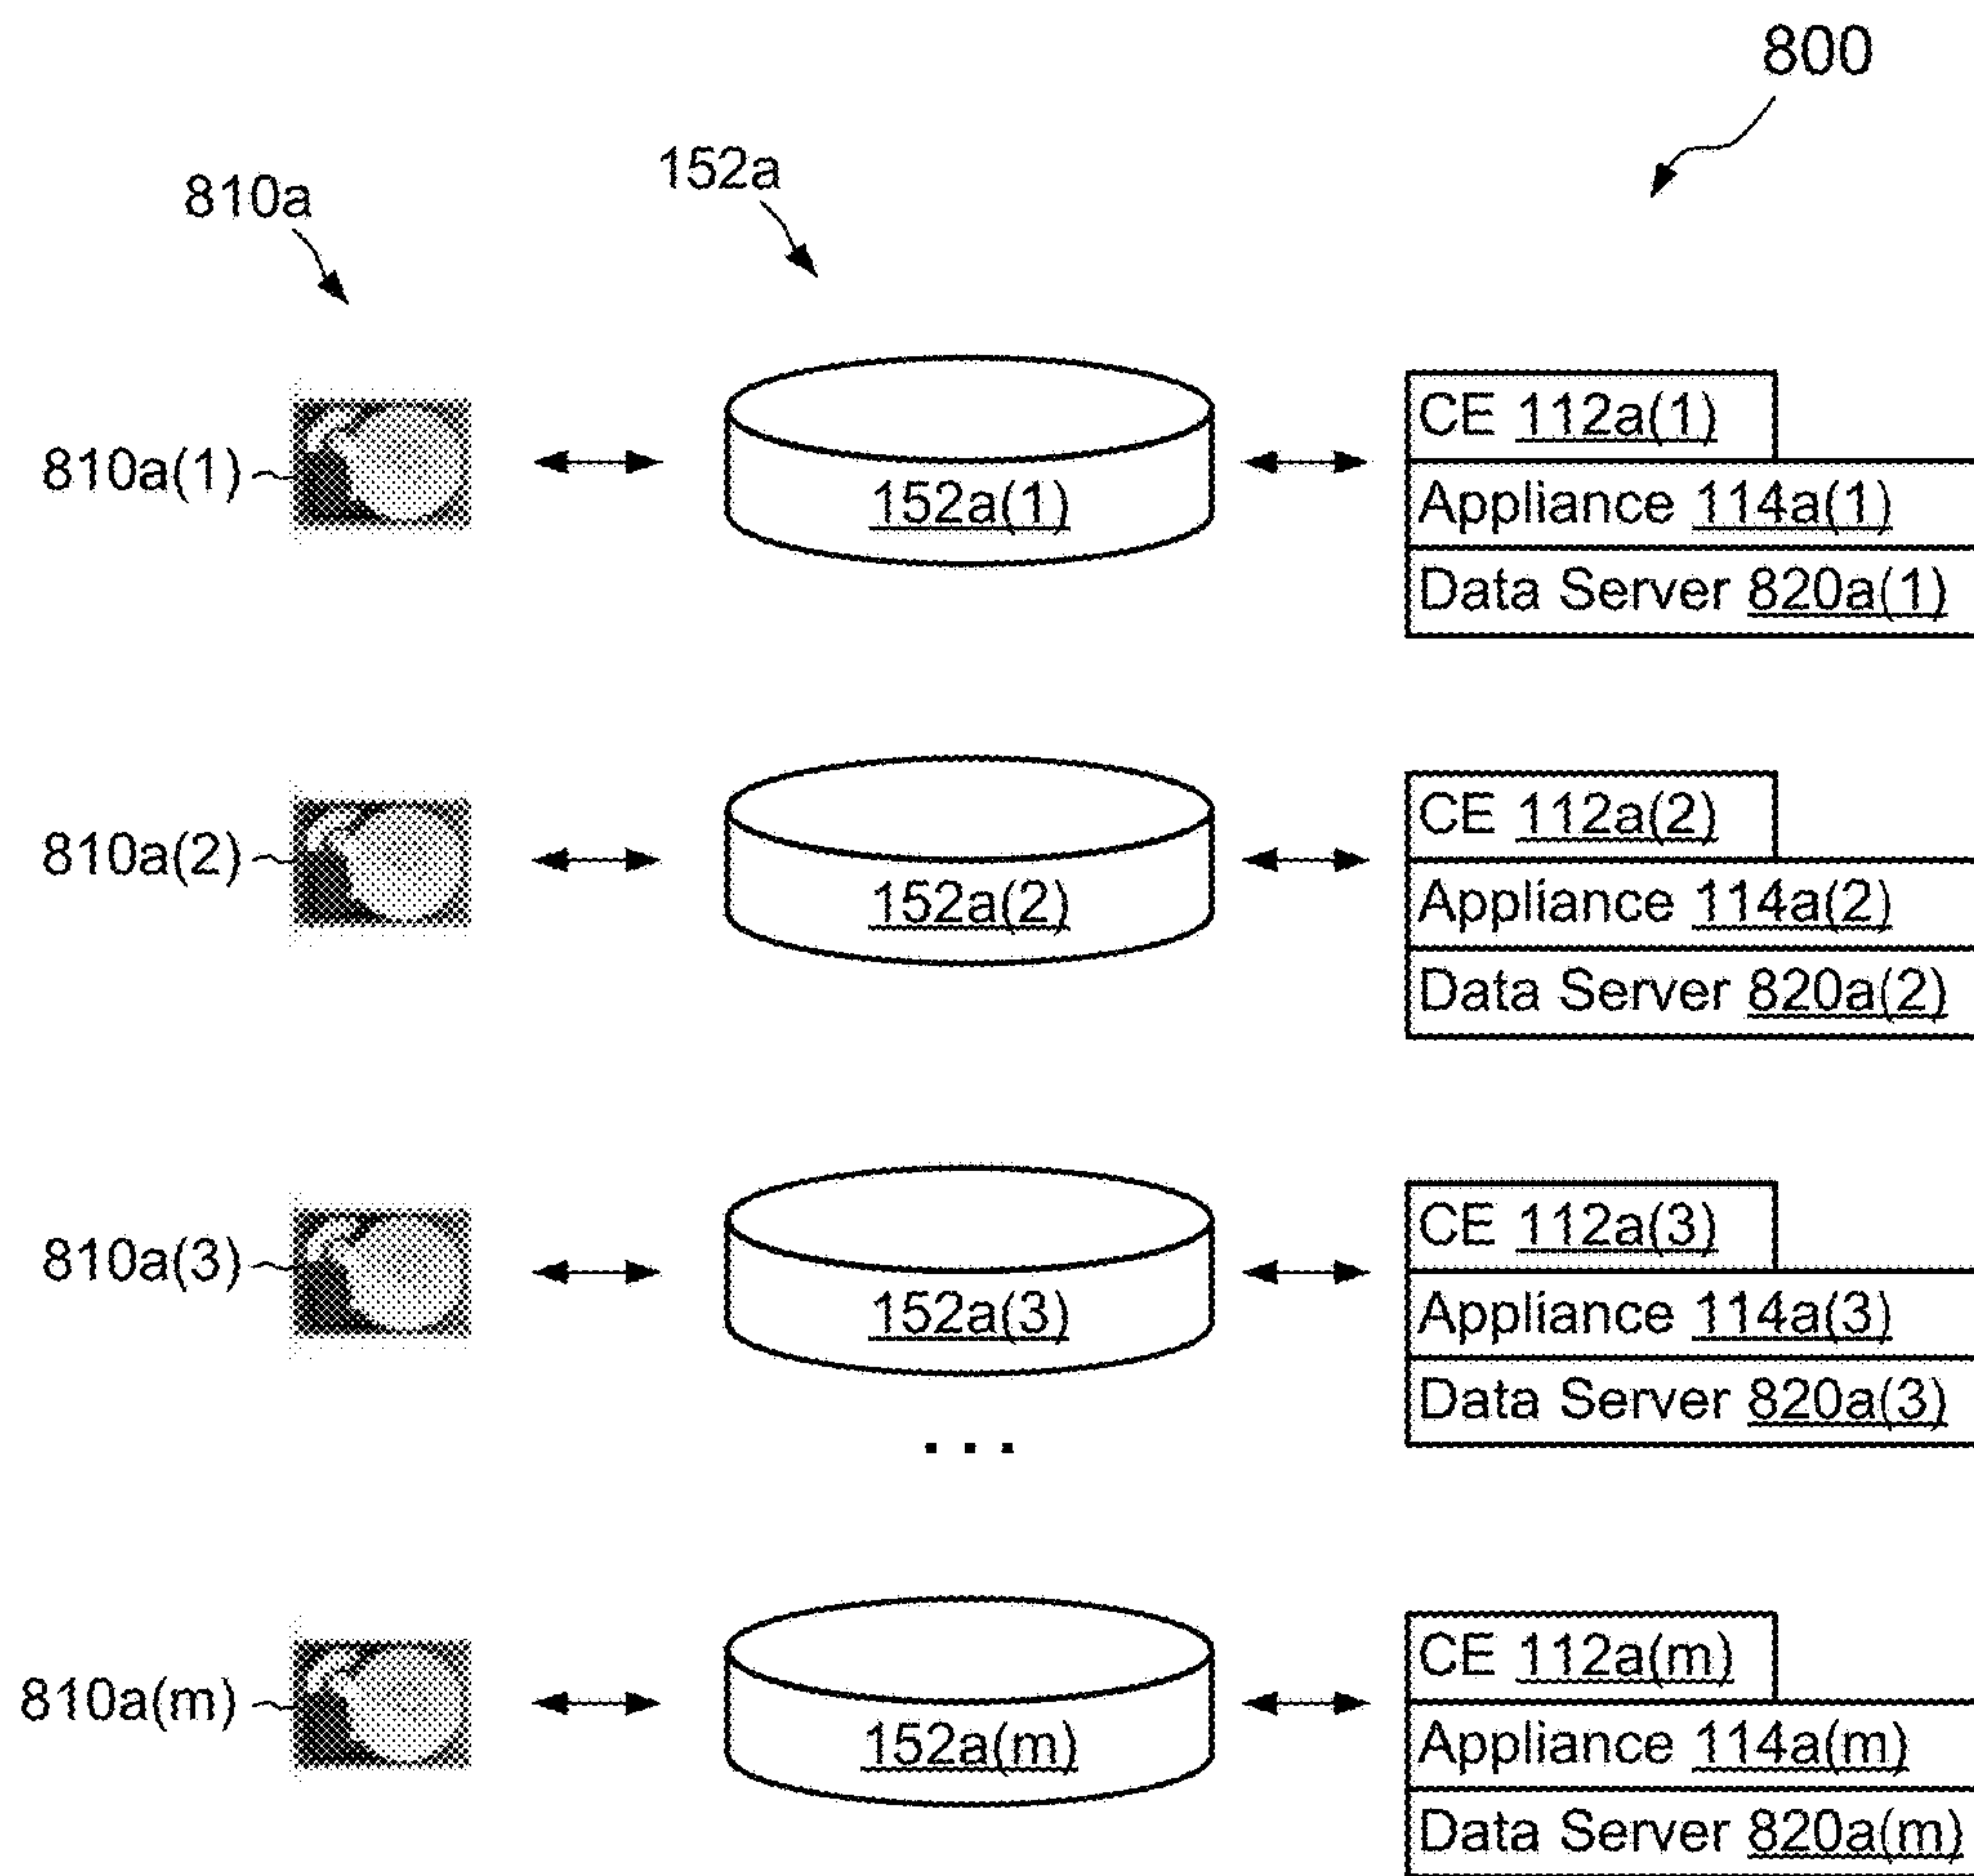 800
152a
810a
CE 112a(1)
810a(1)
152a(1)
Appliance 114a(1)
Data Server 820a(1)
CE 112a(2)
810a(2)
152a(2)
Appliance 114a(2)
Data Server 820a(2)
CE 112a(3)
810a(3)
152a(3)
Appliance 114a(3)
Data Server 820a(3)
...
CE 112a(m)
810a(m)
152a(m)
Appliance 114a(m)
Data Server 820a(m)